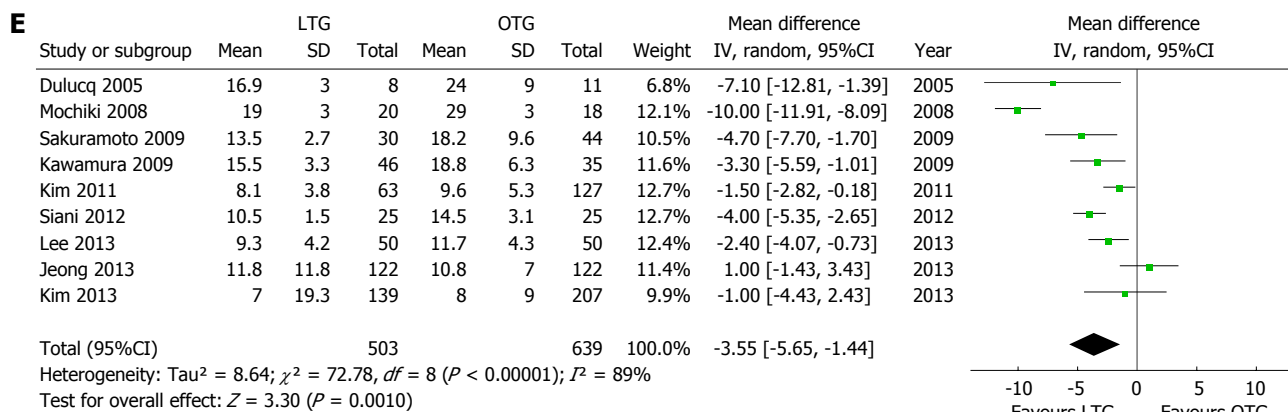 E
LTG OTG Mean difference Mean difference
Study or subgroup Mean SD Total Mean SD Total Weight IV, random, 95%CI Year IV, random, 95%CI
Dulucq 2005 16.9 3 8 24 9 11 6.8% -7.10 [-12.81, -1.39] 2005
Mochiki 2008 19 3 20 29 3 18 12.1% -10.00 [-11.91, -8.09] 2008
Sakuramoto 2009 13.5 2.7 30 18.2 9.6 44 10.5% -4.70 [-7.70, -1.70] 2009
Kawamura 2009 15.5 3.3 46 18.8 6.3 35 11.6% -3.30 [-5.59, -1.01] 2009
Kim 2011 8.1 3.8 63 9.6 5.3 127 12.7% -1.50 [-2.82, -0.18] 2011
Siani 2012 10.5 1.5 25 14.5 3.1 25 12.7% -4.00 [-5.35, -2.65] 2012
Lee 2013 9.3 4.2 50 11.7 4.3 50 12.4% -2.40 [-4.07, -0.73] 2013
Jeong 2013 11.8 11.8 122 10.8 7 122 11.4% 1.00 [-1.43, 3.43] 2013
Kim 2013 7 19.3 139 8 9 207 9.9% -1.00 [-4.43, 2.43] 2013
Total (95%CI) 503 639 100.0% -3.55 [-5.65, -1.44]
Heterogeneity: Tau² = 8.64; χ² = 72.78, df = 8 (P < 0.00001); I² = 89%
Test for overall effect: Z = 3.30 (P = 0.0010)
-10 -5 0 5 10
Favours LTG Favours OTG